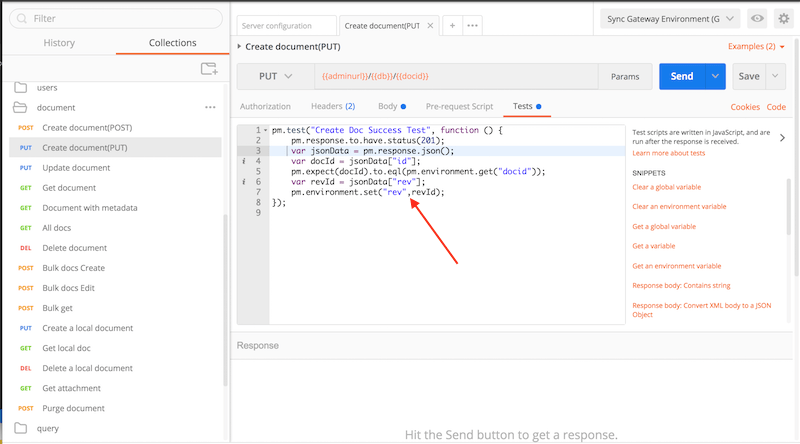 Filter
History
Collections
users
document
POST Create document(POST)
PUT Create document(PUT)
PUT Update document
GET Get document
GET Document with metadata
GET All docs
DEL Delete document
POST Bulk docs Create
POST Bulk docs Edit
POST Bulk get
PUT Create a local document
GET Get local doc
DEL Delete a local document
GET Get attachment
POST Purge document
query
Server configuration
Create document(PUT
Sync Gateway Environment (G
Create document(PUT)
Examples (2)
PUT
{{adminurl}}/{{db}}/{{docid}}
Params
Send
Save
Authorization
Headers (2)
Body
Pre-request Script
Tests
Cookies
Code
1 pm.test("Create Doc Success Test", function () {
2 pm.response.to.have.status(201);
3 var jsonData = pm.response.json();
4 var docId = jsonData["id"];
5 pm.expect(docId).to.eql(pm.environment.get("docid"));
6 var revId = jsonData["rev"];
7 pm.environment.set("rev",revId);
8 });
9
Test scripts are written in JavaScript, and are
run after the response is received.
Learn more about tests
SNIPPETS
Clear a global variable
Clear an environment variable
Get a global variable
Get a variable
Get an environment variable
Response body: Contains string
Response body: Convert XML body to a JSON
Object
Response
Hit the Send button to get a response.